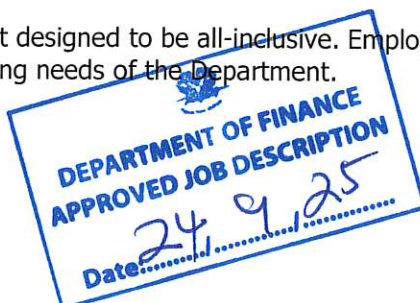 t designed to be all-inclusive. Emplo
ng needs of the Department.
DEPARTMENT OF FINANCE
APPROVED JOB DESCRIPTION
Date 24, 9, 25